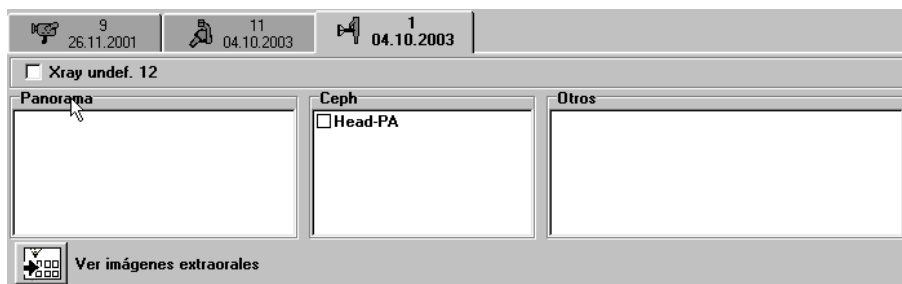 9
26.11.2001
11
04.10.2003
1
04.10.2003
Xray undef. 12
Panorama
Ceph
Otros
Head-PA
Ver imágenes extraorales